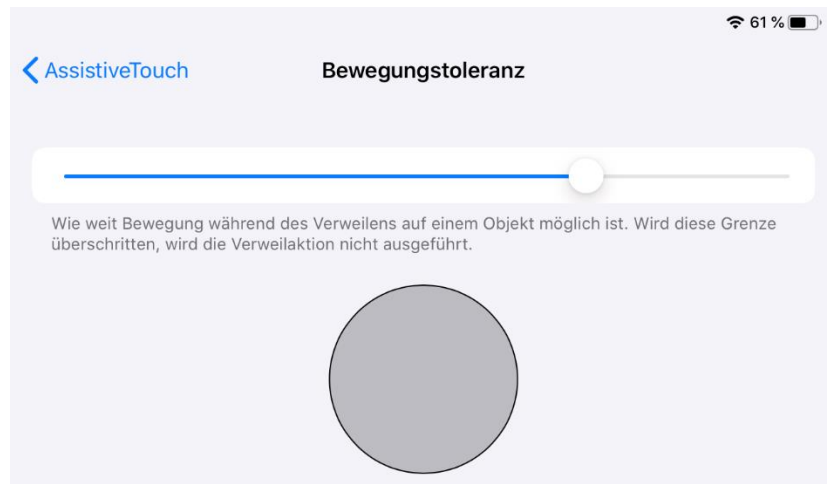 61 %
AssistiveTouch
Bewegungstoleranz
Wie weit Bewegung während des Verweilens auf einem Objekt möglich ist. Wird diese Grenze
überschritten, wird die Verweilaktion nicht ausgeführt.